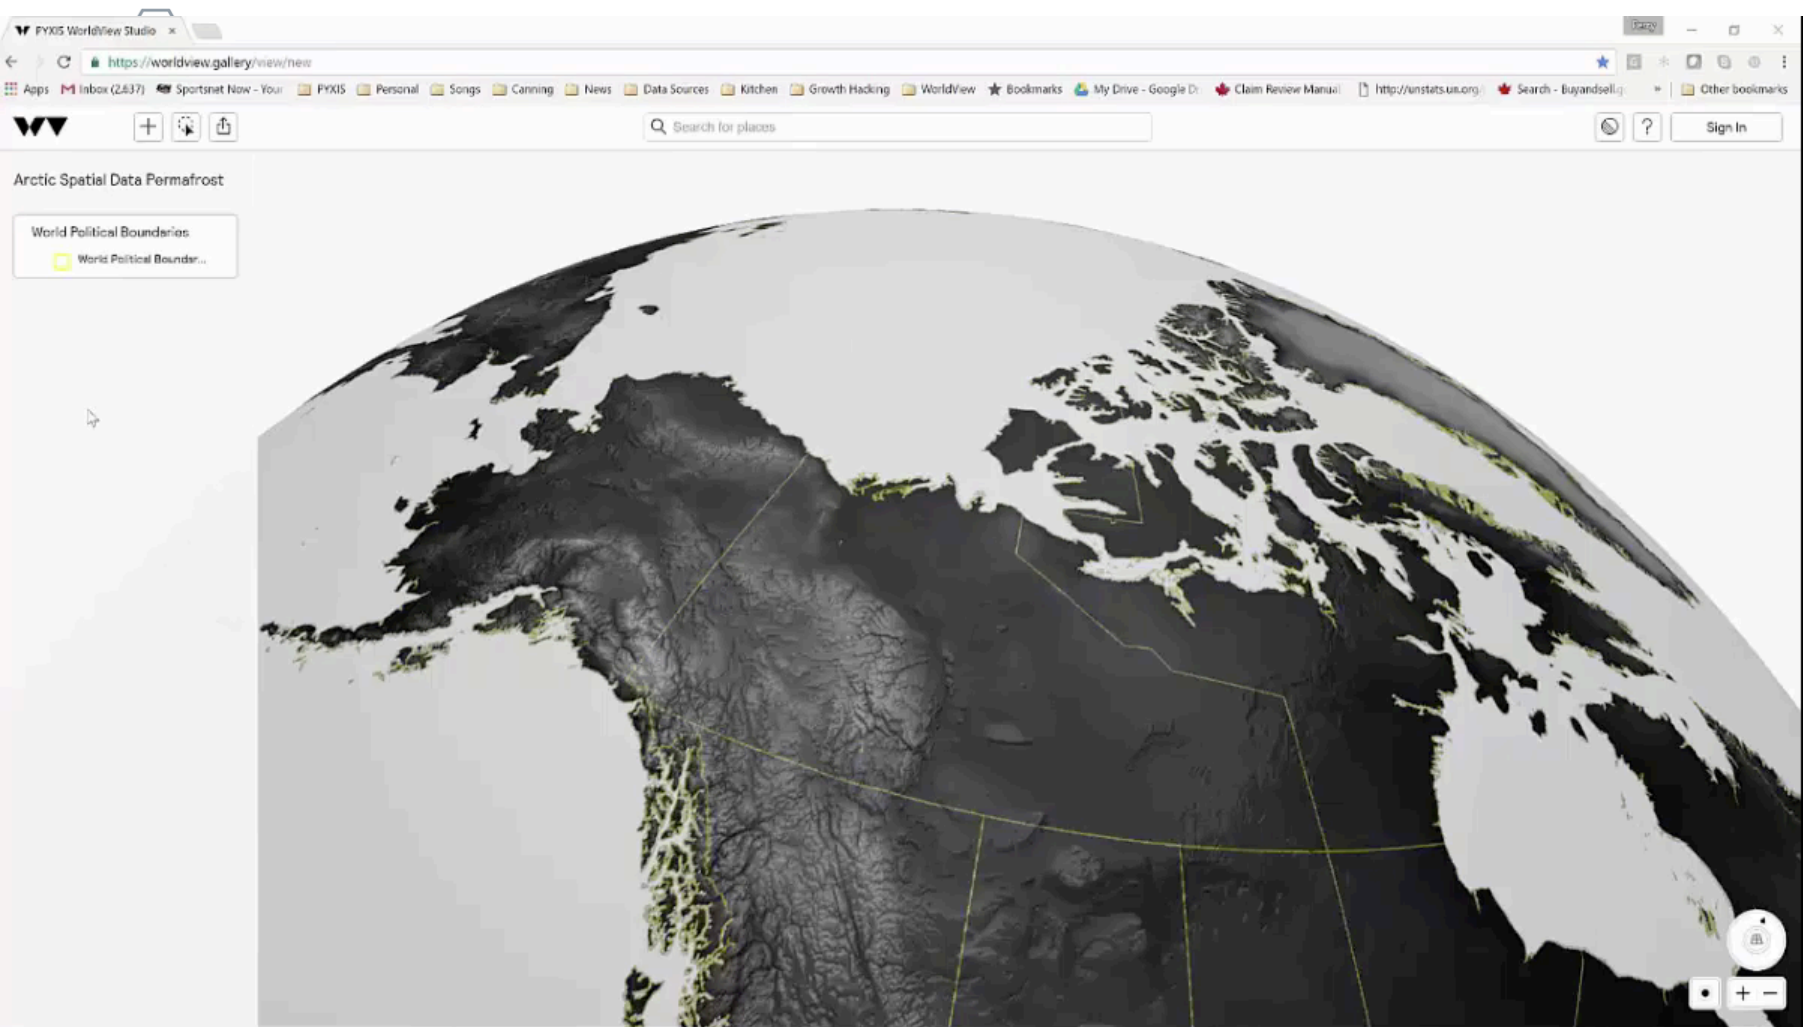 PYXIS WorldView Studio
https://worldview.gallery/view/new
Apps Inbox (2,637) Sportsnet Now - Your PYXIS Personal Songs Canning News Data Sources Kitchen Growth Hacking WorldView Bookmarks My Drive - Google Dr Claim Review Manual http://unstats.un.org/ Search - Buyandsell.g » Other bookmarks
Search for places
? Sign In
Arctic Spatial Data Permafrost
World Political Boundaries
World Political Boundar...